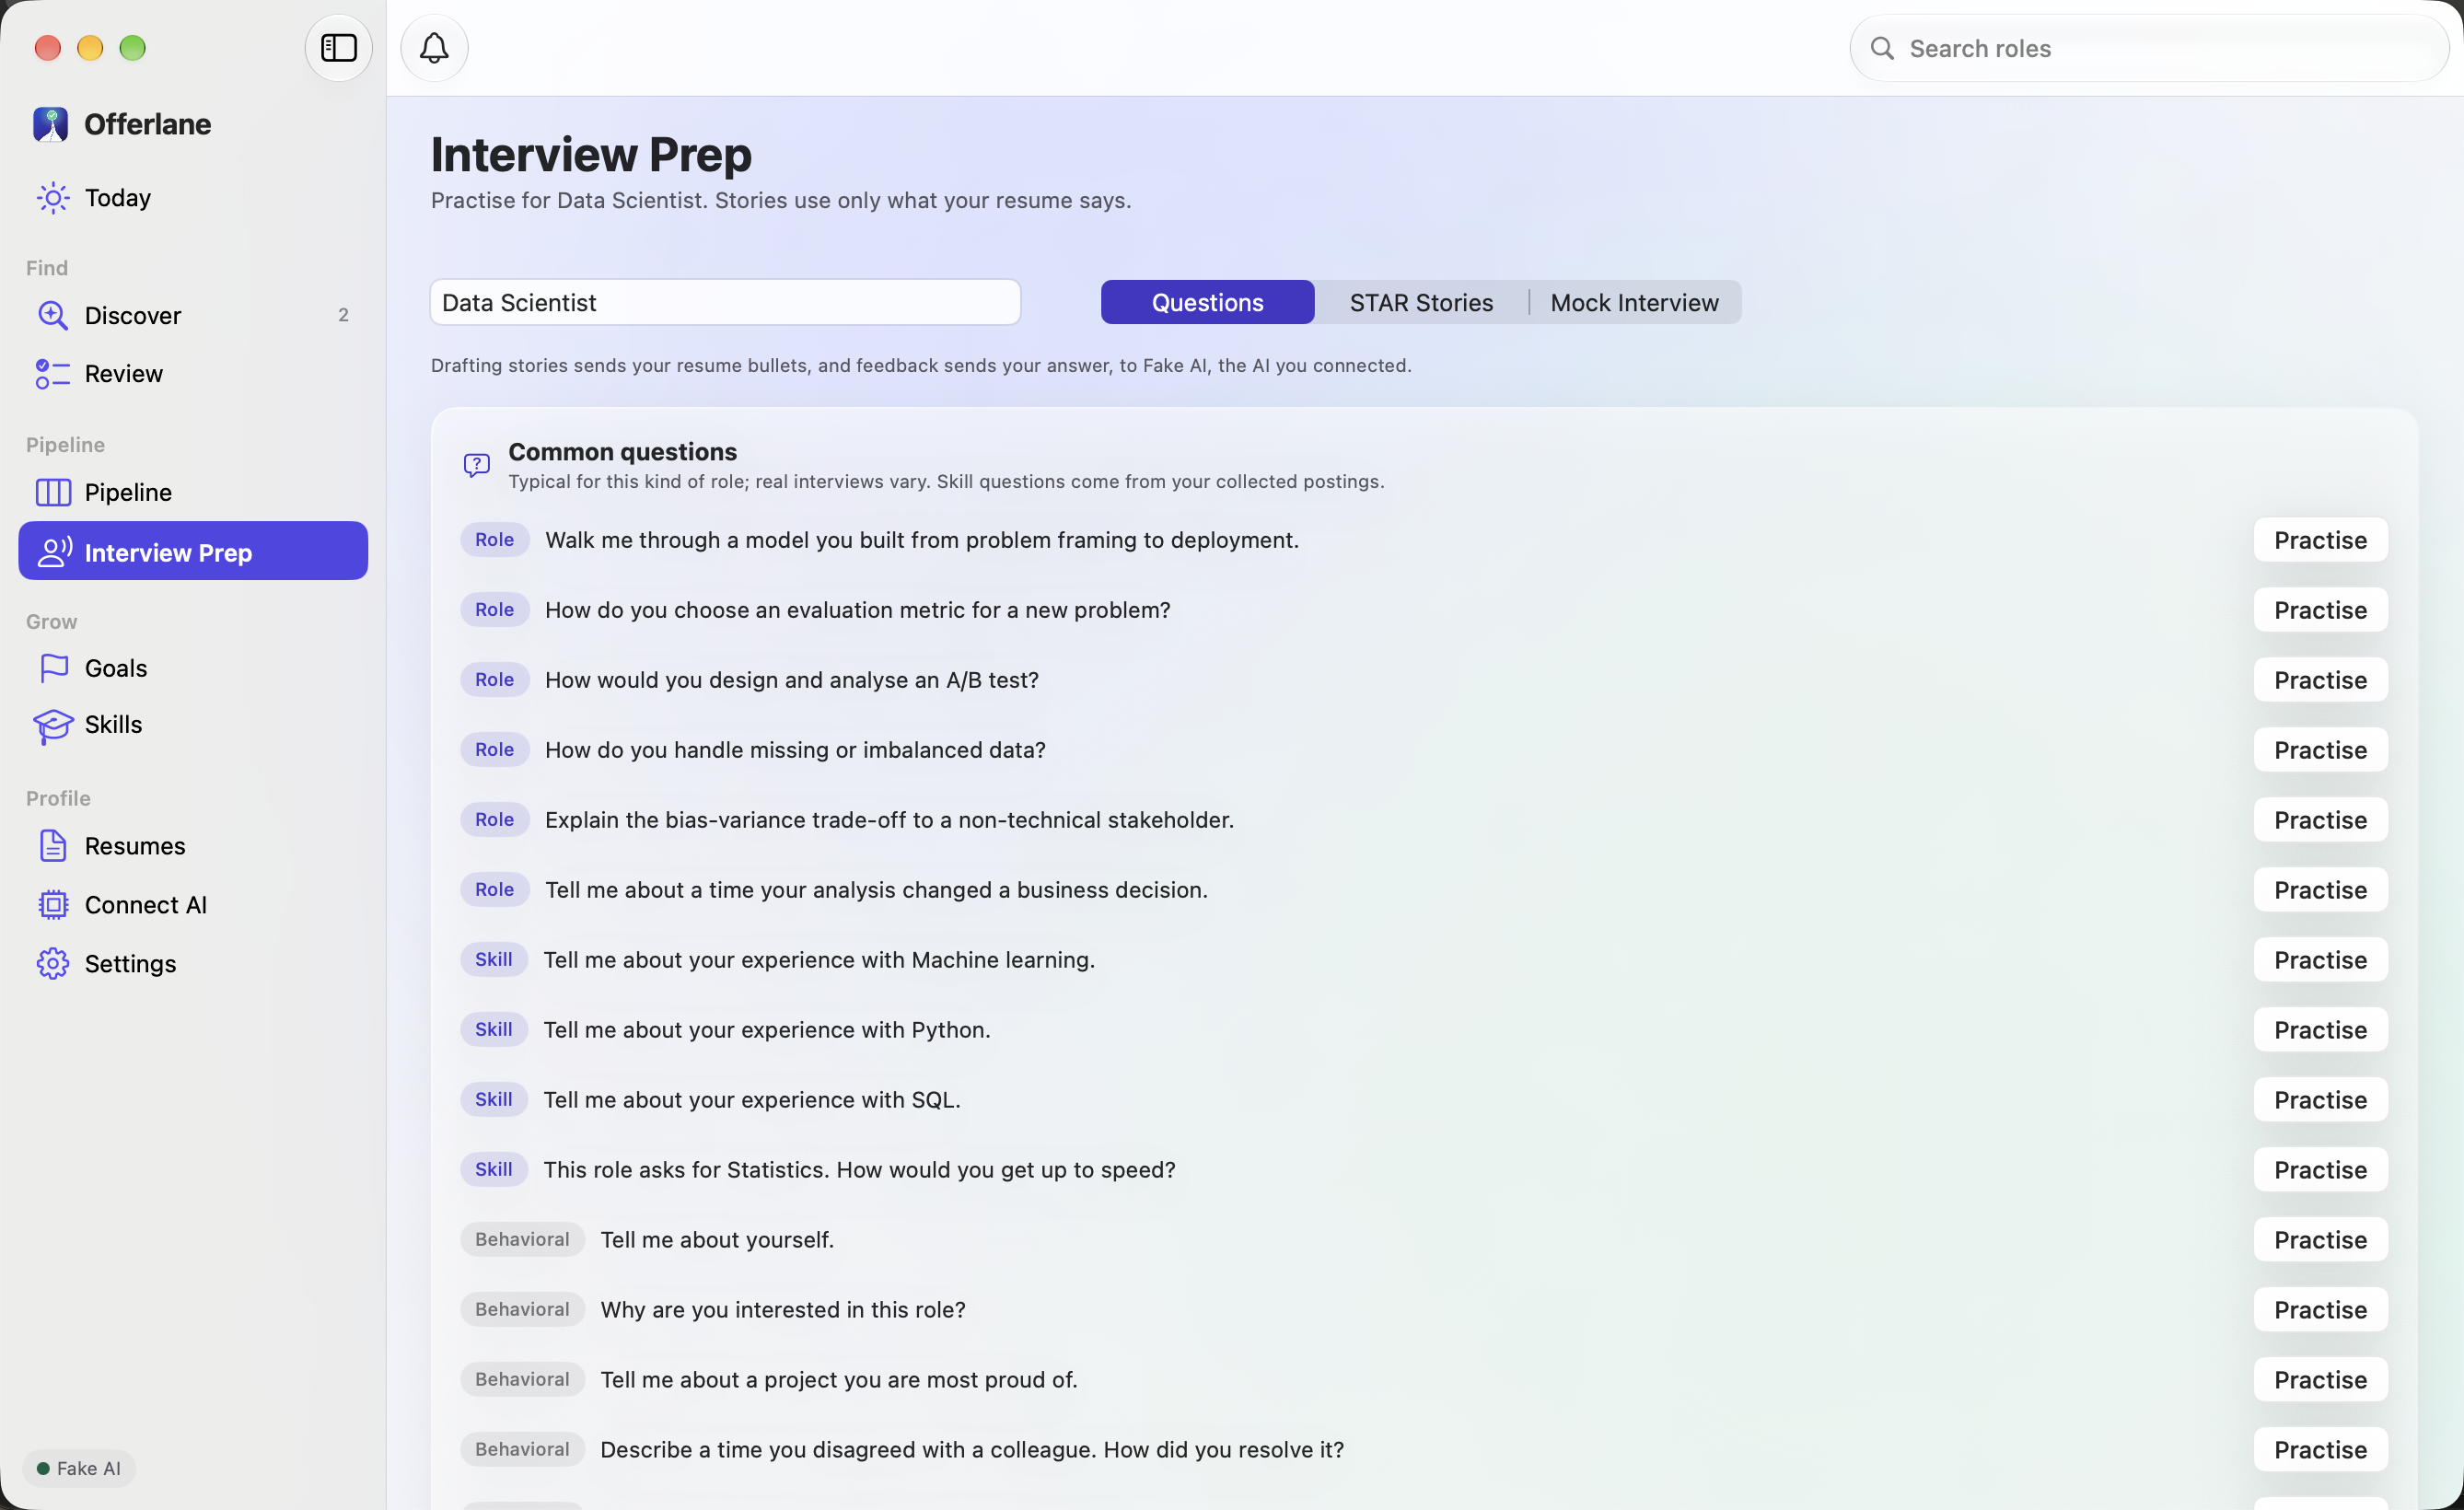 Search roles
Offerlane
Today
Find
Discover 2
Review
Pipeline
Pipeline
Interview Prep
Grow
Goals
Skills
Profile
Resumes
Connect AI
Settings
Fake AI
Interview Prep
Practise for Data Scientist. Stories use only what your resume says.
Data Scientist
Questions STAR Stories Mock Interview
Drafting stories sends your resume bullets, and feedback sends your answer, to Fake AI, the AI you connected.
Common questions
Typical for this kind of role; real interviews vary. Skill questions come from your collected postings.
Role Walk me through a model you built from problem framing to deployment. Practise
Role How do you choose an evaluation metric for a new problem? Practise
Role How would you design and analyse an A/B test? Practise
Role How do you handle missing or imbalanced data? Practise
Role Explain the bias-variance trade-off to a non-technical stakeholder. Practise
Role Tell me about a time your analysis changed a business decision. Practise
Skill Tell me about your experience with Machine learning. Practise
Skill Tell me about your experience with Python. Practise
Skill Tell me about your experience with SQL. Practise
Skill This role asks for Statistics. How would you get up to speed? Practise
Behavioral Tell me about yourself. Practise
Behavioral Why are you interested in this role? Practise
Behavioral Tell me about a project you are most proud of. Practise
Behavioral Describe a time you disagreed with a colleague. How did you resolve it? Practise